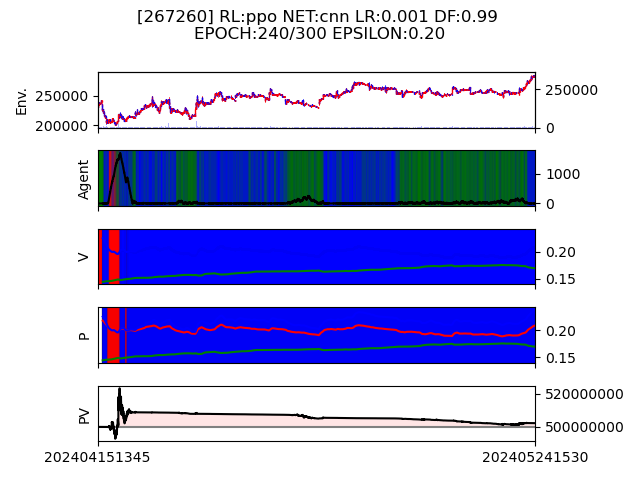 [267260] RL:ppo NET:cnn LR:0.001 DF:0.99
EPOCH:240/300 EPSILON:0.20
Env.
250000
200000
250000
0
Agent
1000
0
V
0.20
0.15
P
0.20
0.15
PV
520000000
500000000
202404151345
202405241530